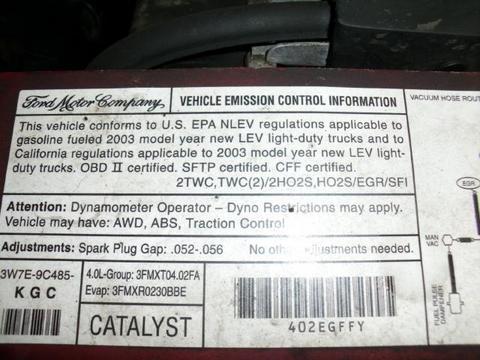 Ford Motor Company
VEHICLE EMISSION CONTROL INFORMATION
VACUUM HOSE ROUT
This vehicle conforms to U.S. EPA NLEV regulations applicable to
gasoline fueled 2003 model year new LEV light-duty trucks and to
California regulations applicable to 2003 model year new LEV light-
duty trucks. OBD II certified. SFTP certified. CFF certified.
2TWC,TWC(2)/2HO2S,HO2S/EGR/SFI
Attention: Dynamometer Operator – Dyno Restrictions may apply.
Vehicle may have: AWD, ABS, Traction Control
Adjustments: Spark Plug Gap: .052-.056 No other adjustments needed.
3W7E-9C485-
KGC
4.0L-Group: 3FMXT04.02FA
Evap: 3FMXR0230BBE
CATALYST
402EGFFY
EGR
MAN
VAC
FUEL PULSE
DAMPENER